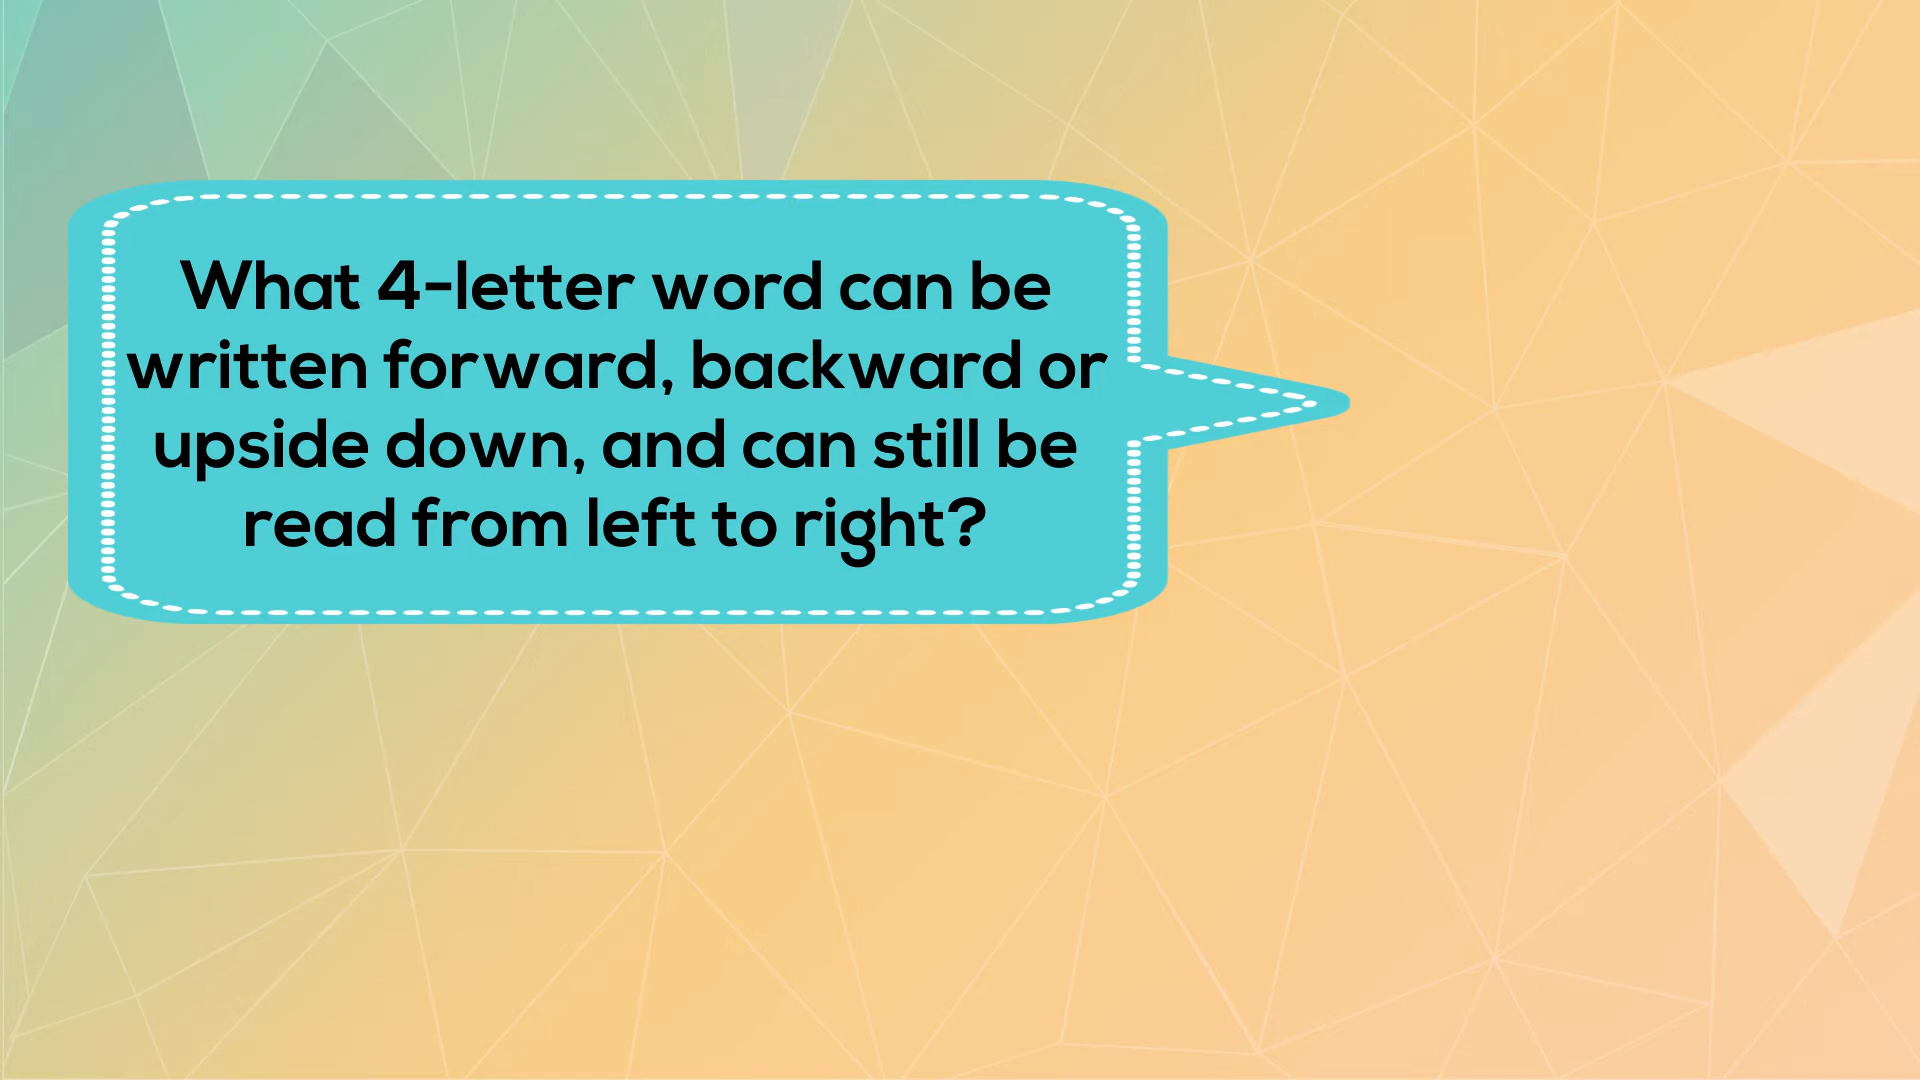 What 4-letter word can be
written forward, backward or
upside down, and can still be
read from left to right?